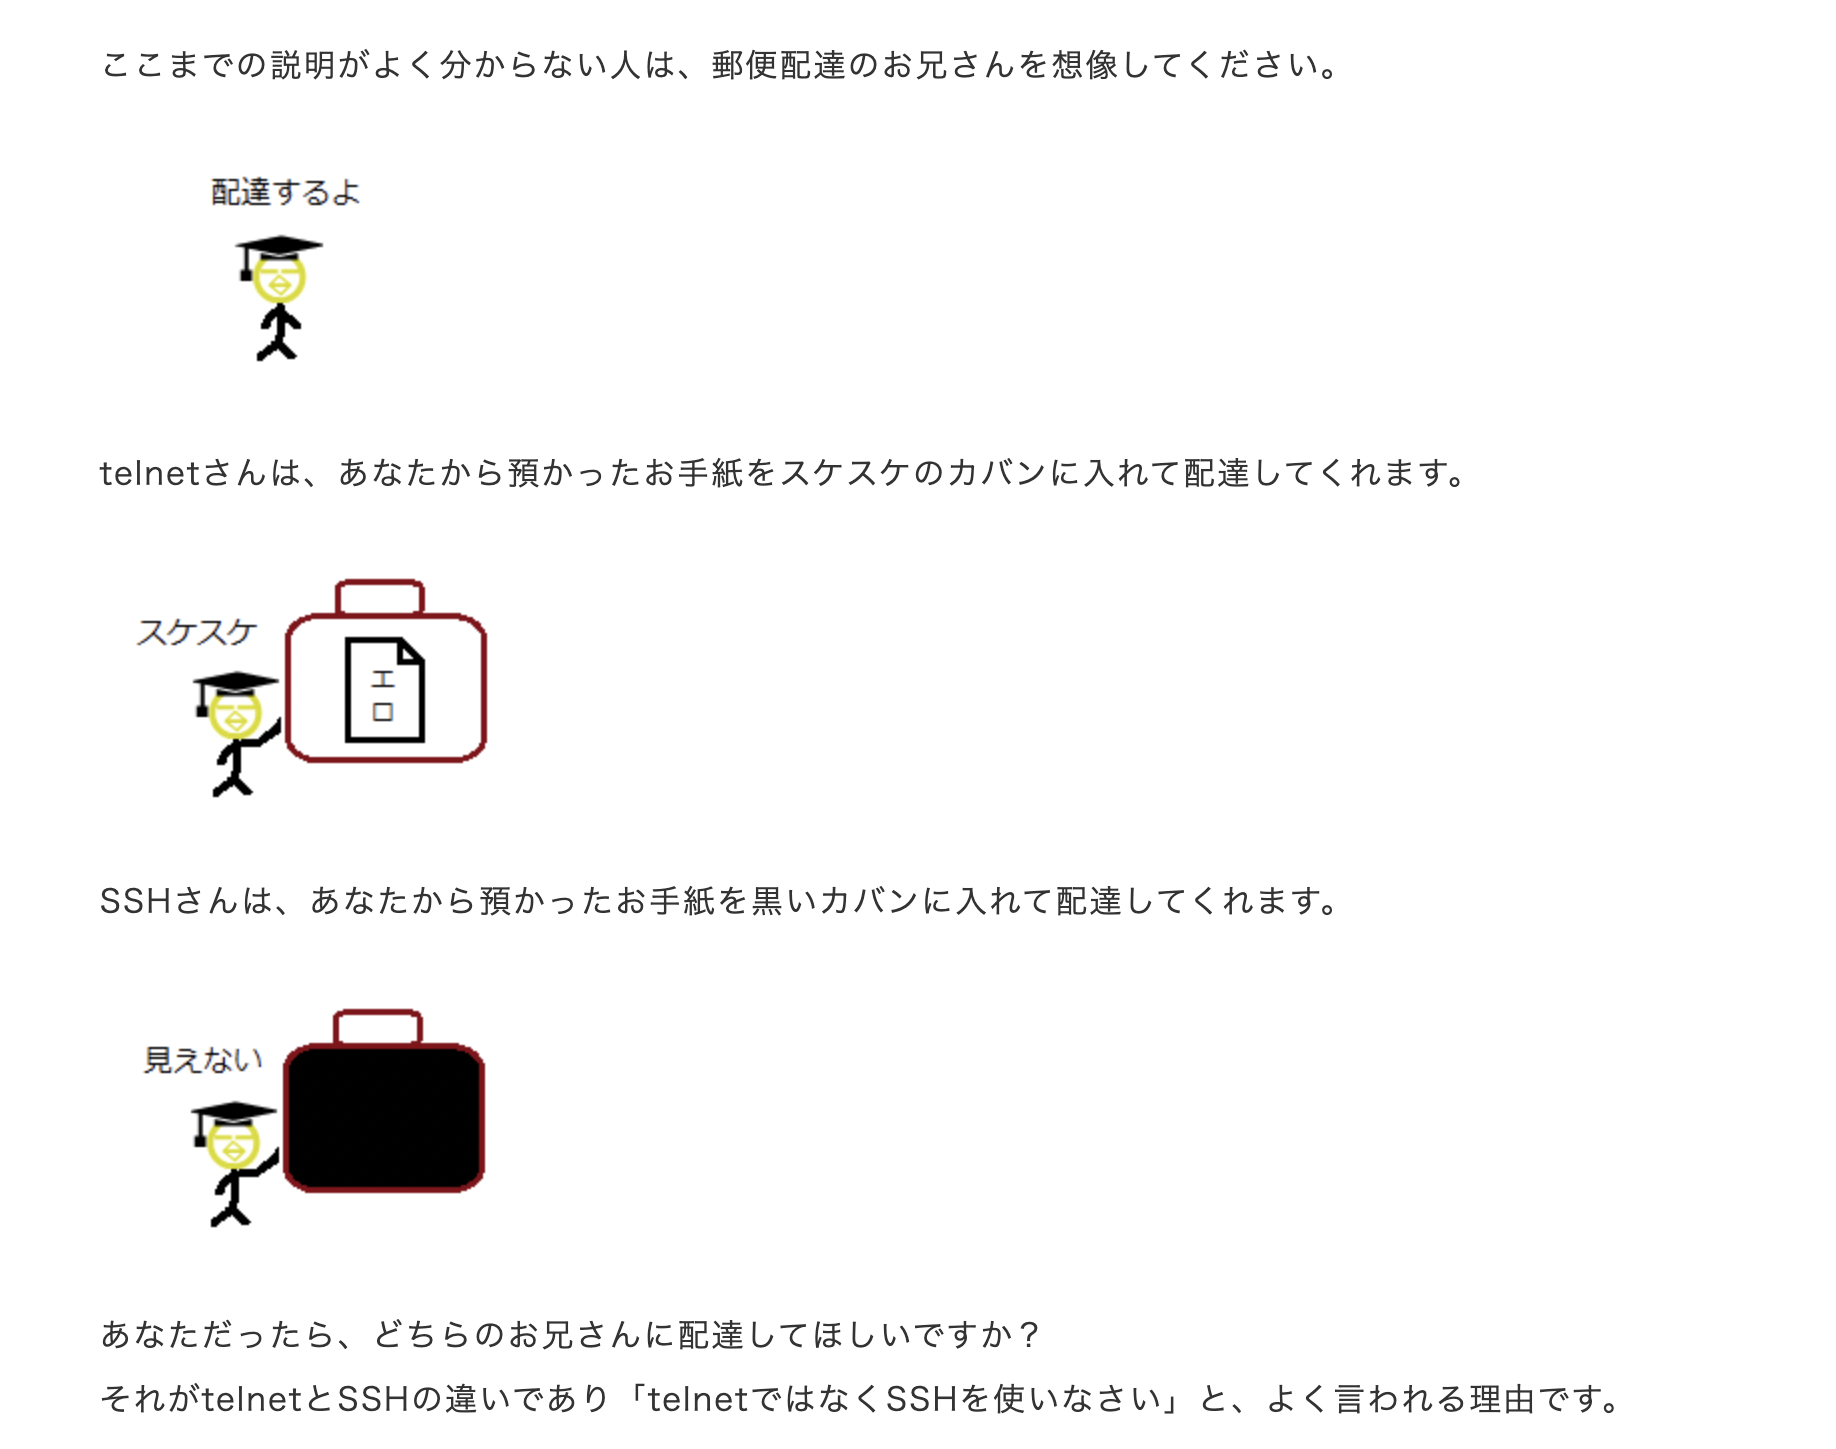 ここまでの説明がよく分からない人は、郵便配達のお兄さんを想像してください。
配達するよ
telnetさんは、あなたから預かったお手紙をスケスケのカバンに入れて配達してくれます。
スケスケ
エ
ロ
SSHさんは、あなたから預かったお手紙を黒いカバンに入れて配達してくれます。
見えない
あなただったら、どちらのお兄さんに配達してほしいですか？
それがtelnetとSSHの違いであり「telnetではなくSSHを使いなさい」と、よく言われる理由です。